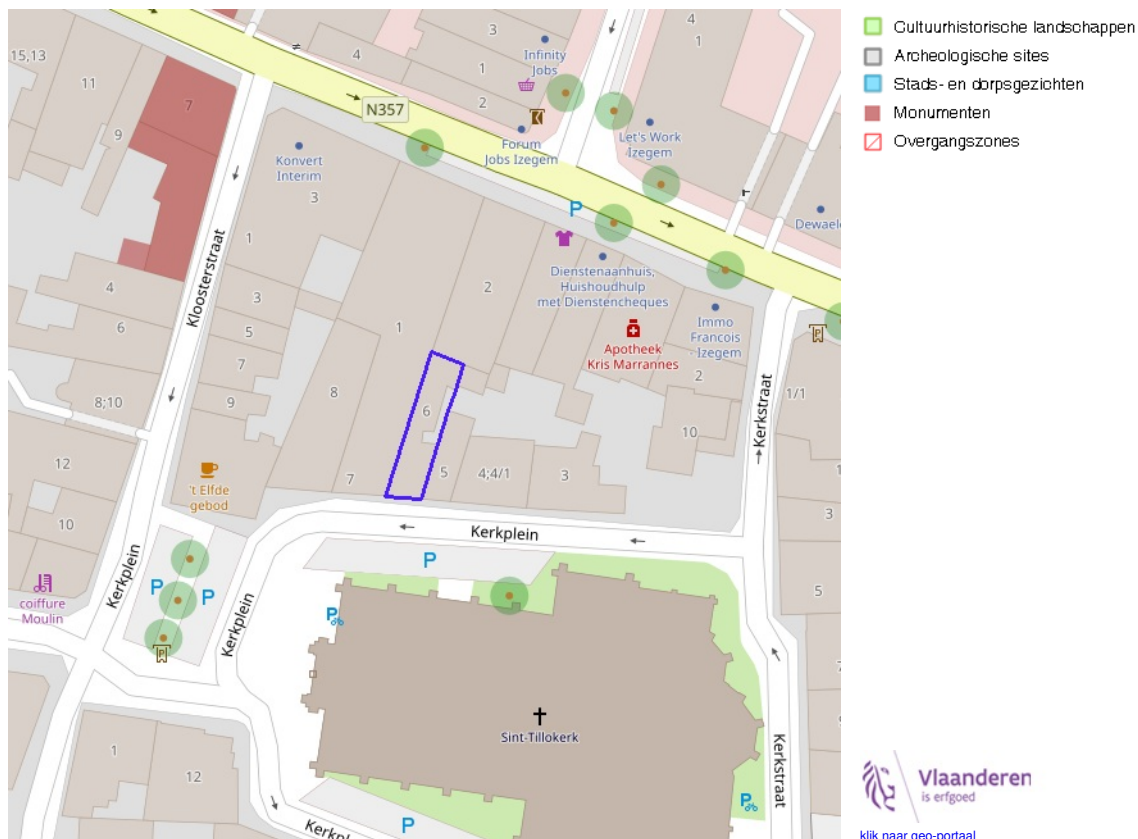 Cultuurhistorische landschappen
Archeologische sites
Stads- en dorpsgezichten
Monumenten
Overgangszones
15,13
11
7
9
4
3
1
2
Infinity
Jobs
N357
Forum
Jobs Izegem
4
1
Let's Work
Izegem
Dewaele
Konvert
Interim
3
1
3
5
7
9
4
6
8;10
12
10
Kloosterstraat
2
1
8
6
7
5
4;4/1
3
P
Dienstenaanhuis,
Huishoudhulp
met Dienstencheques
Apotheek
Kris Marrannes
Immo
Francois
Izegem
2
10
1/1
3
5
P
Kerkstraat
't Elfde
gebod
Kerkplein
P
P
P
P
coiffure
Moulin
Kerkplein
Kerkplein
P
Sint-Tillokerk
Kerkstraat
1
12
P
P
Kerkpl
Vlaanderen
is erfgoed
klik naar geo-portaal